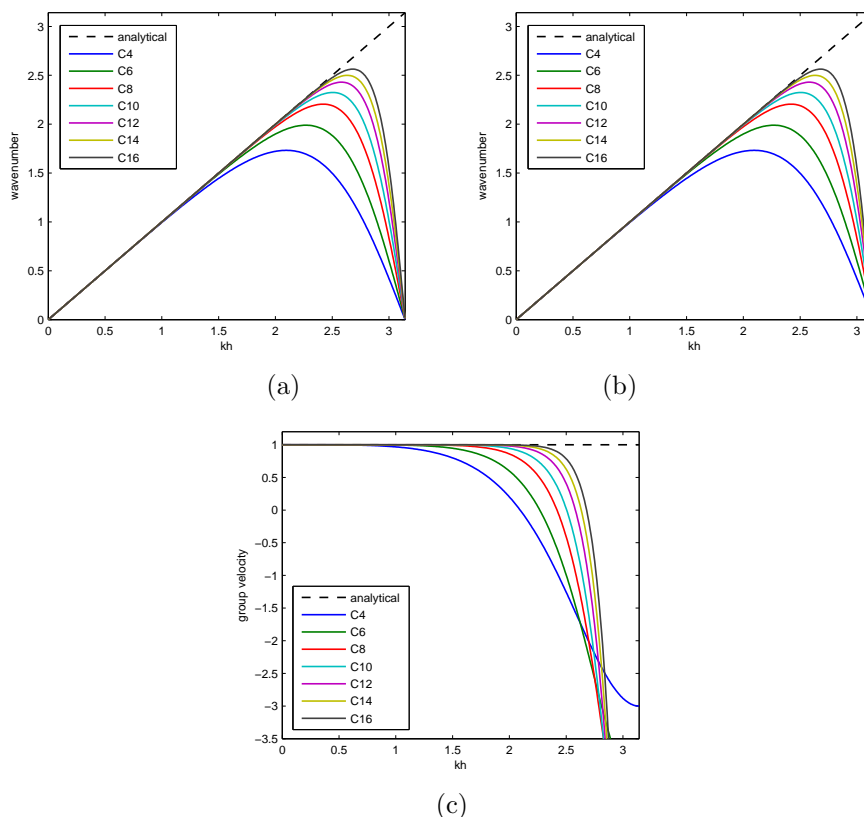 3
2.5
2
1.5
1
0.5
0
wavenumber
analytical
C4
C6
C8
C10
C12
C14
C16
0 0.5 1 1.5 2 2.5 3
kh
(a)
3
2.5
2
1.5
1
0.5
0
wavenumber
analytical
C4
C6
C8
C10
C12
C14
C16
0 0.5 1 1.5 2 2.5 3
kh
(b)
1
0.5
0
−0.5
−1
−1.5
−2
−2.5
−3
−3.5
group velocity
analytical
C4
C6
C8
C10
C12
C14
C16
0 0.5 1 1.5 2 2.5 3
kh
(c)